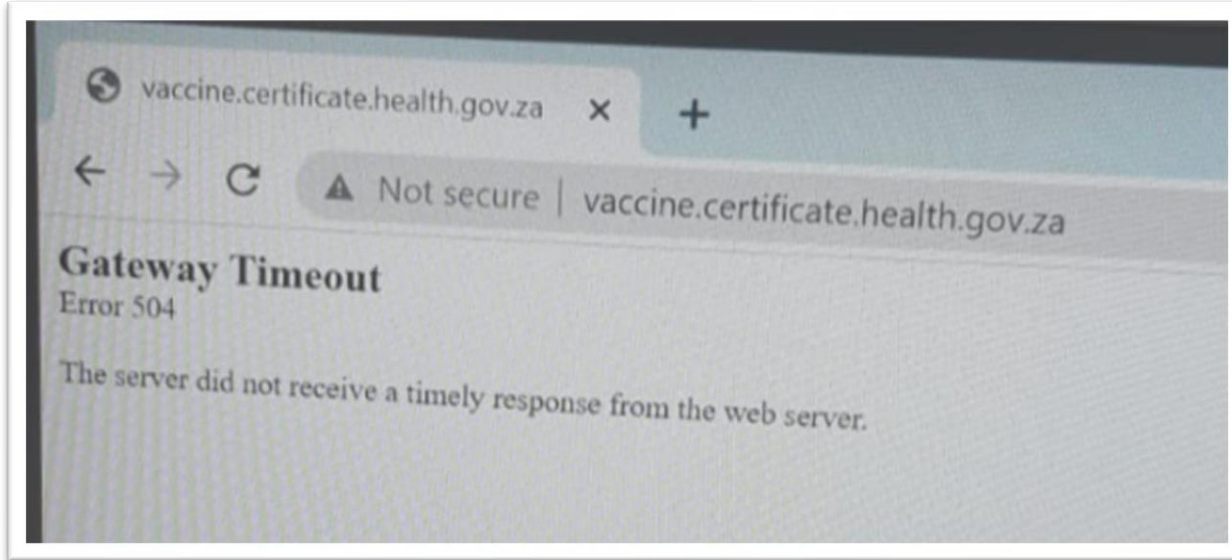 vaccine.certificate.health.gov.za
Not secure | vaccine.certificate.health.gov.za
Gateway Timeout
Error 504
The server did not receive a timely response from the web server.